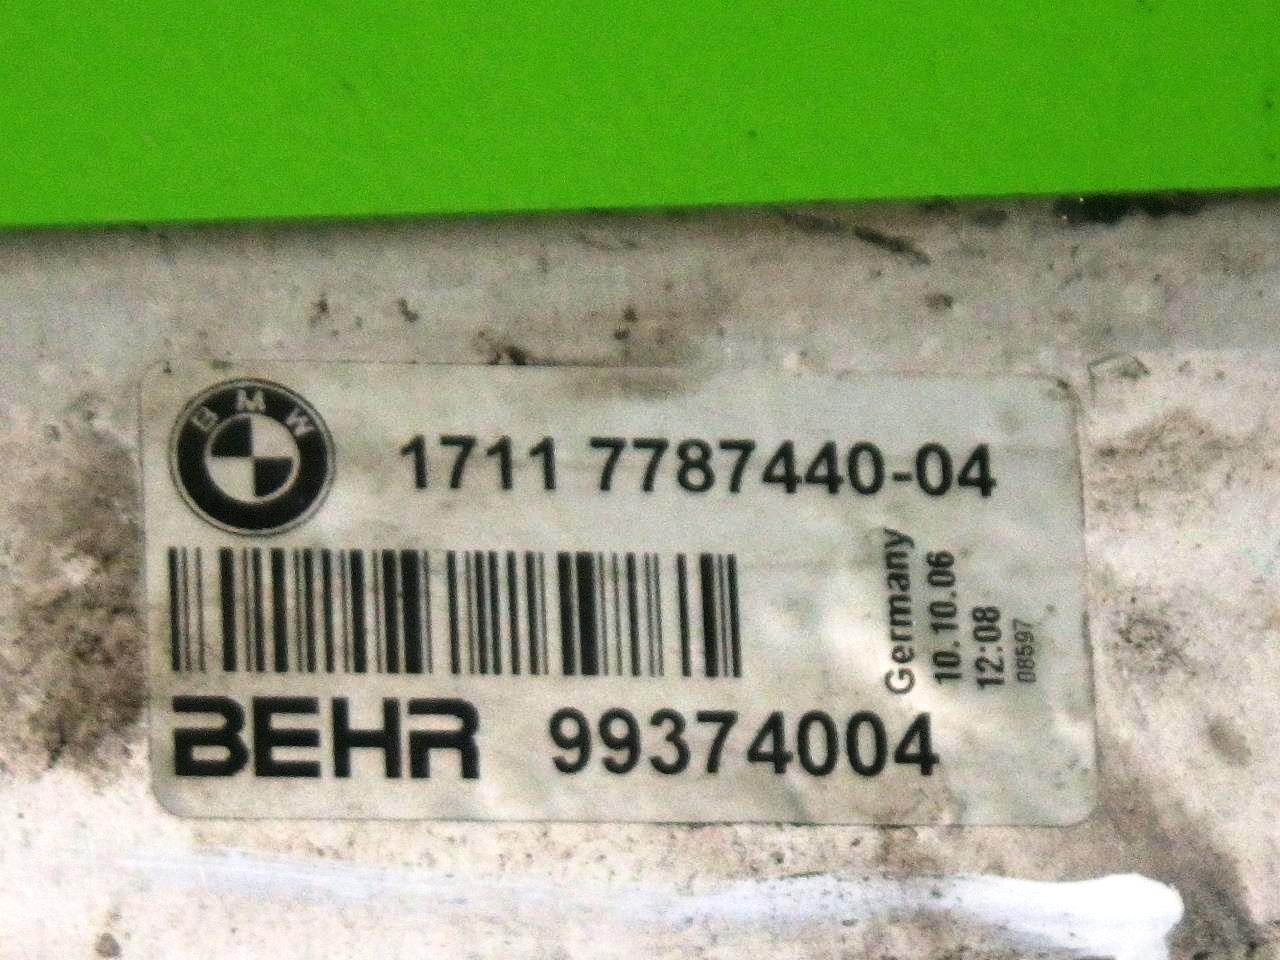 BMW
1711 7787440-04
Germany
10.10.06
12:08
08597
BEHR 99374004